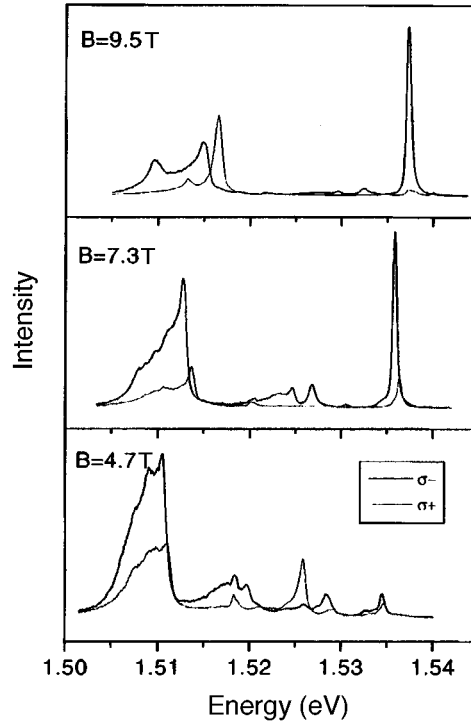 B=9.5T
B=7.3T
B=4.7T
σ−
σ+
Intensity
1.50 1.51 1.52 1.53 1.54
Energy (eV)